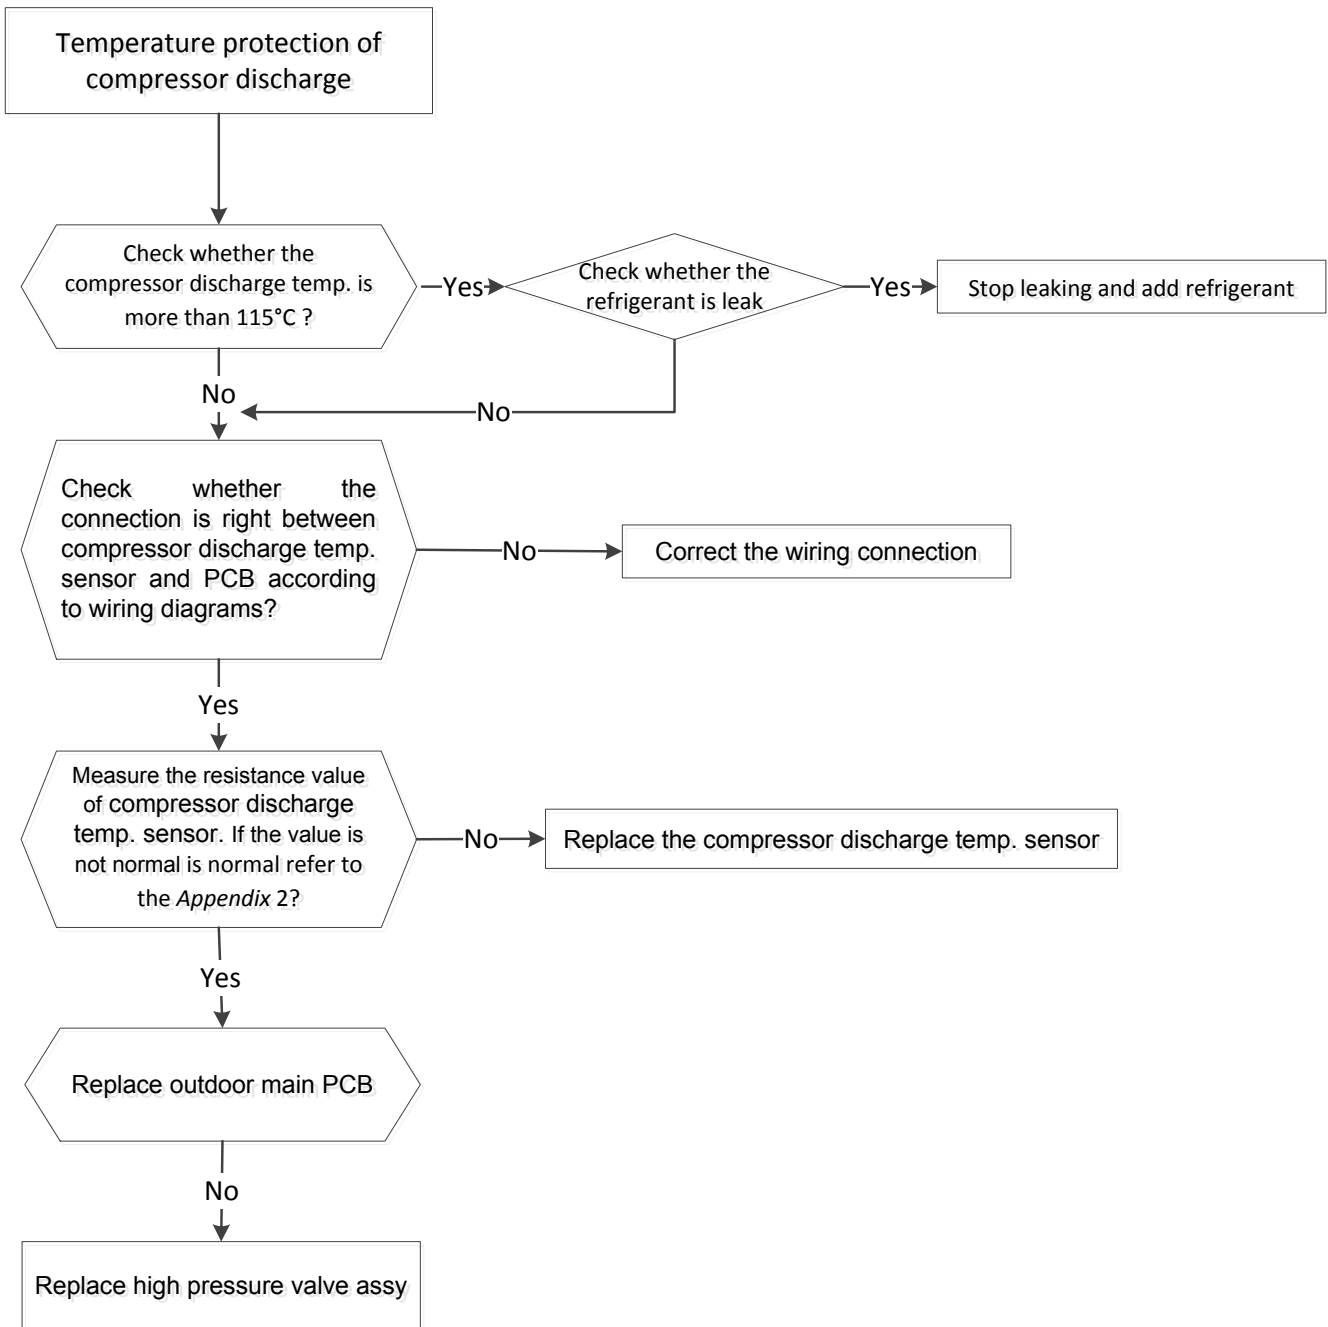 Temperature protection of
compressor discharge
Check whether the
compressor discharge temp. is
more than 115°C ?
Yes
Check whether the
refrigerant is leak
Yes
Stop leaking and add refrigerant
No
No
Check whether the
connection is right between
compressor discharge temp.
sensor and PCB according
to wiring diagrams?
No
Correct the wiring connection
Yes
Measure the resistance value
of compressor discharge
temp. sensor. If the value is
not normal is normal refer to
the Appendix 2?
No
Replace the compressor discharge temp. sensor
Yes
Replace outdoor main PCB
No
Replace high pressure valve assy